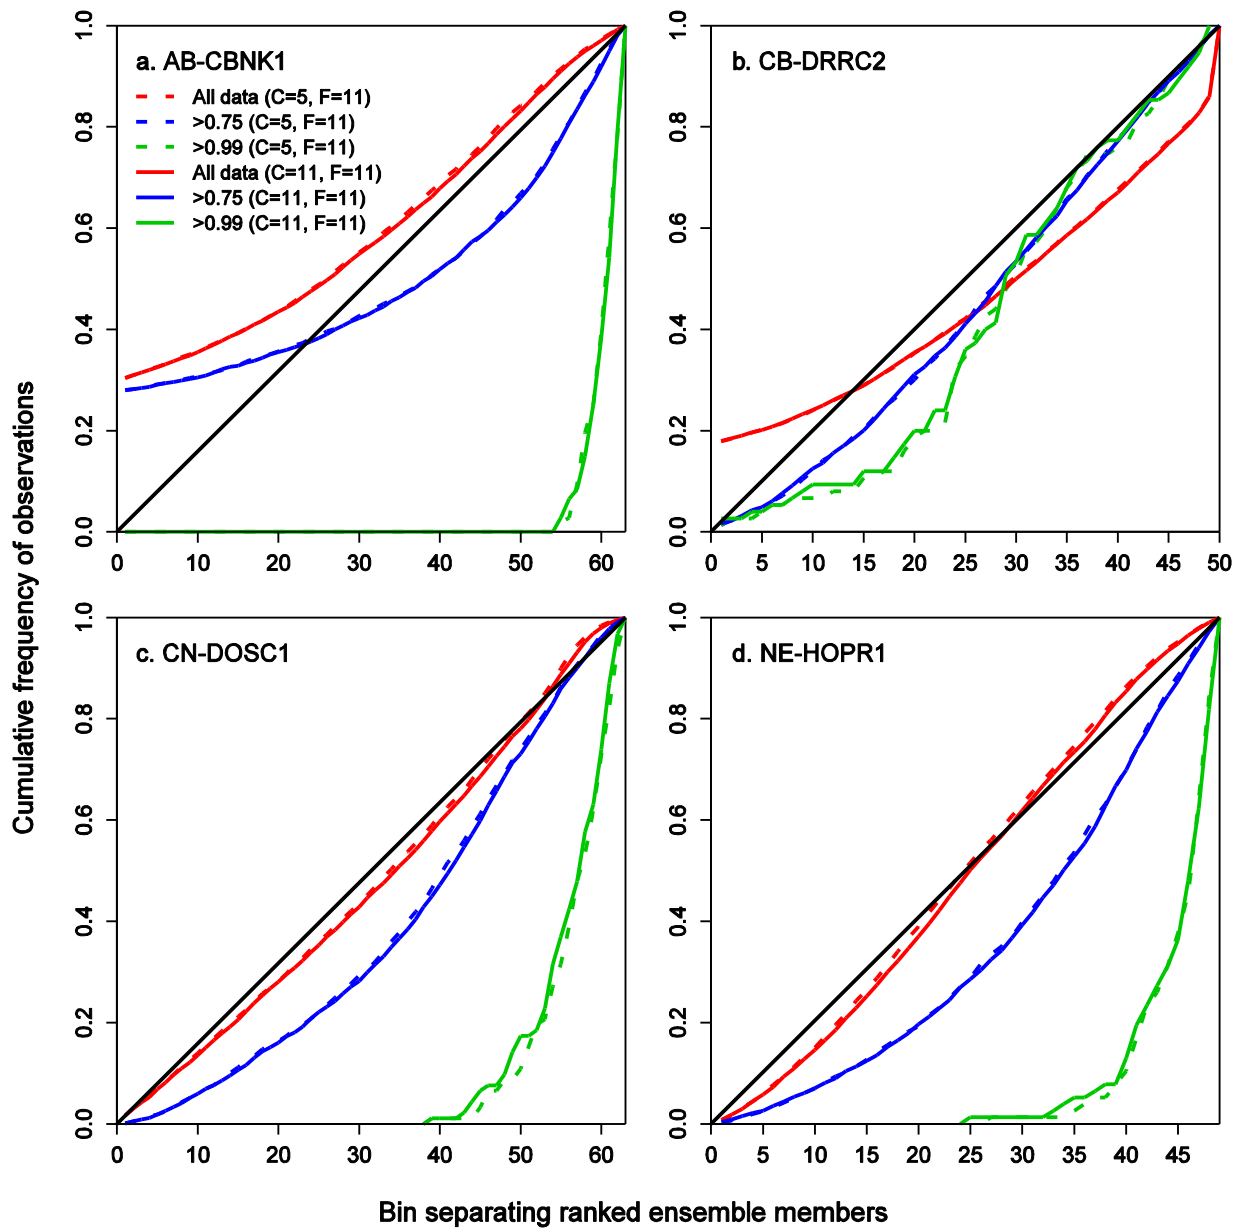 a. AB-CBNK1
All data (C=5, F=11)
>0.75 (C=5, F=11)
>0.99 (C=5, F=11)
All data (C=11, F=11)
>0.75 (C=11, F=11)
>0.99 (C=11, F=11)
0.0 0.2 0.4 0.6 0.8 1.0
0 10 20 30 40 50 60
b. CB-DRRC2
0.0 0.2 0.4 0.6 0.8 1.0
0 5 10 15 20 25 30 35 40 45 50
c. CN-DOSC1
0.0 0.2 0.4 0.6 0.8 1.0
0 10 20 30 40 50 60
d. NE-HOPR1
0.0 0.2 0.4 0.6 0.8 1.0
0 5 10 15 20 25 30 35 40 45
Cumulative frequency of observations
Bin separating ranked ensemble members